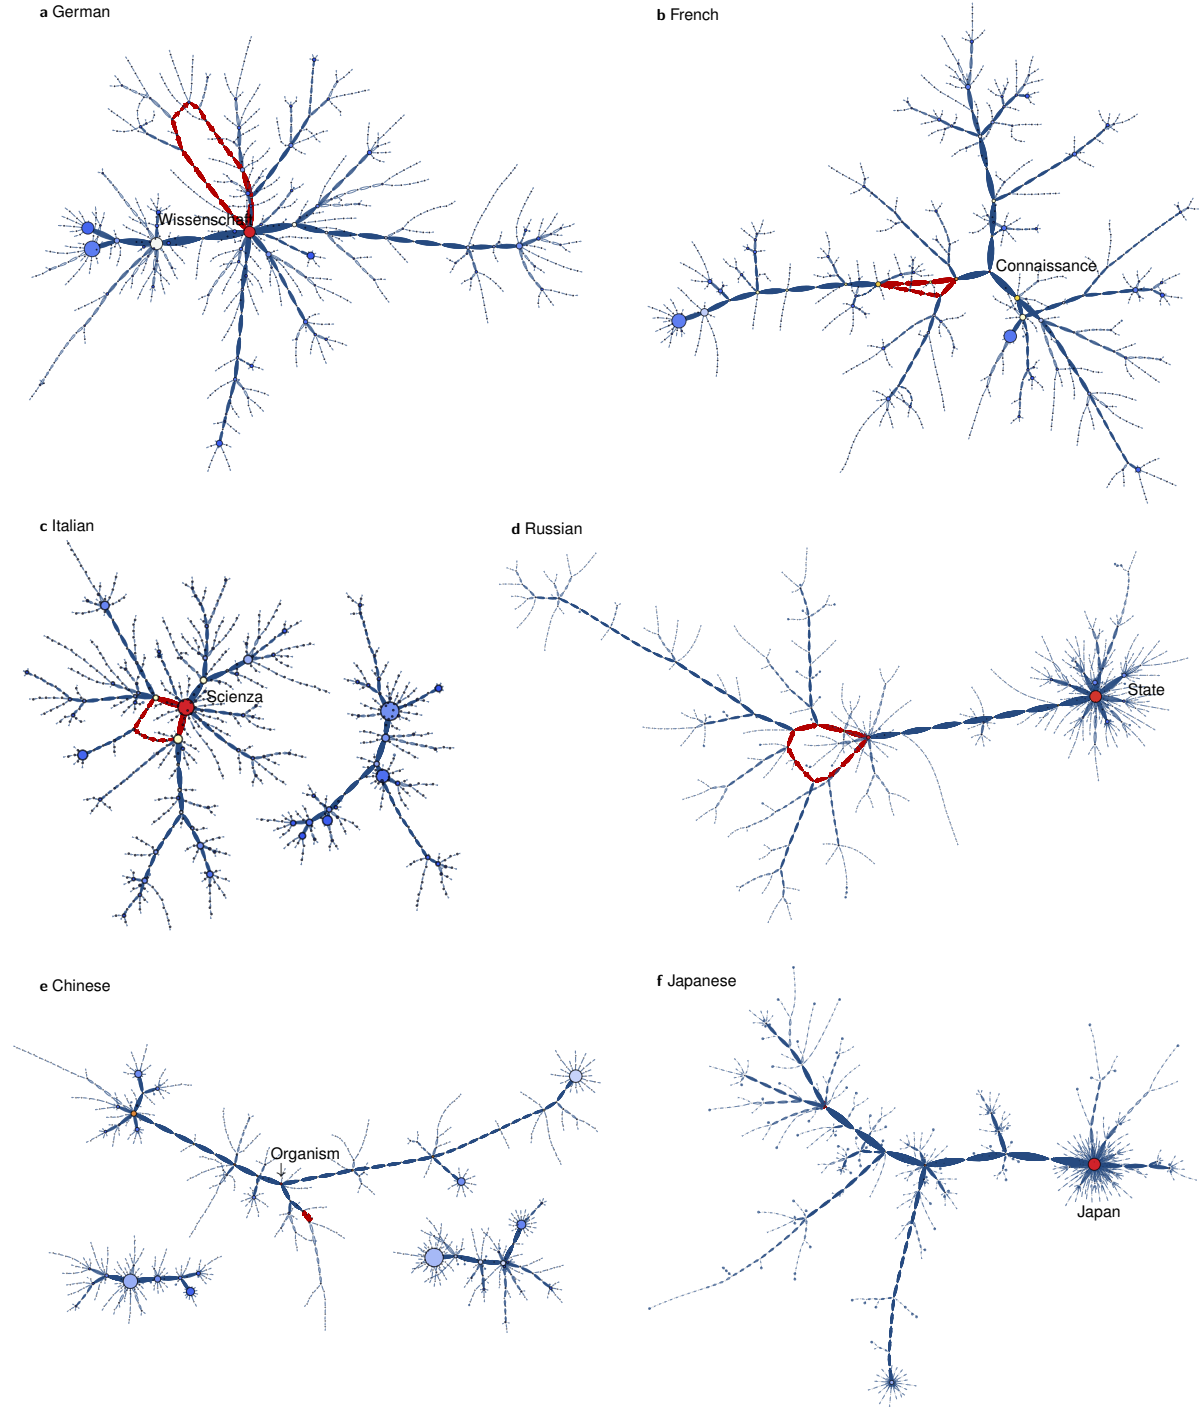 a German
b French
Wissenschaft
Connaissance
c Italian
d Russian
Scienza
State
e Chinese
f Japanese
Organism
Japan